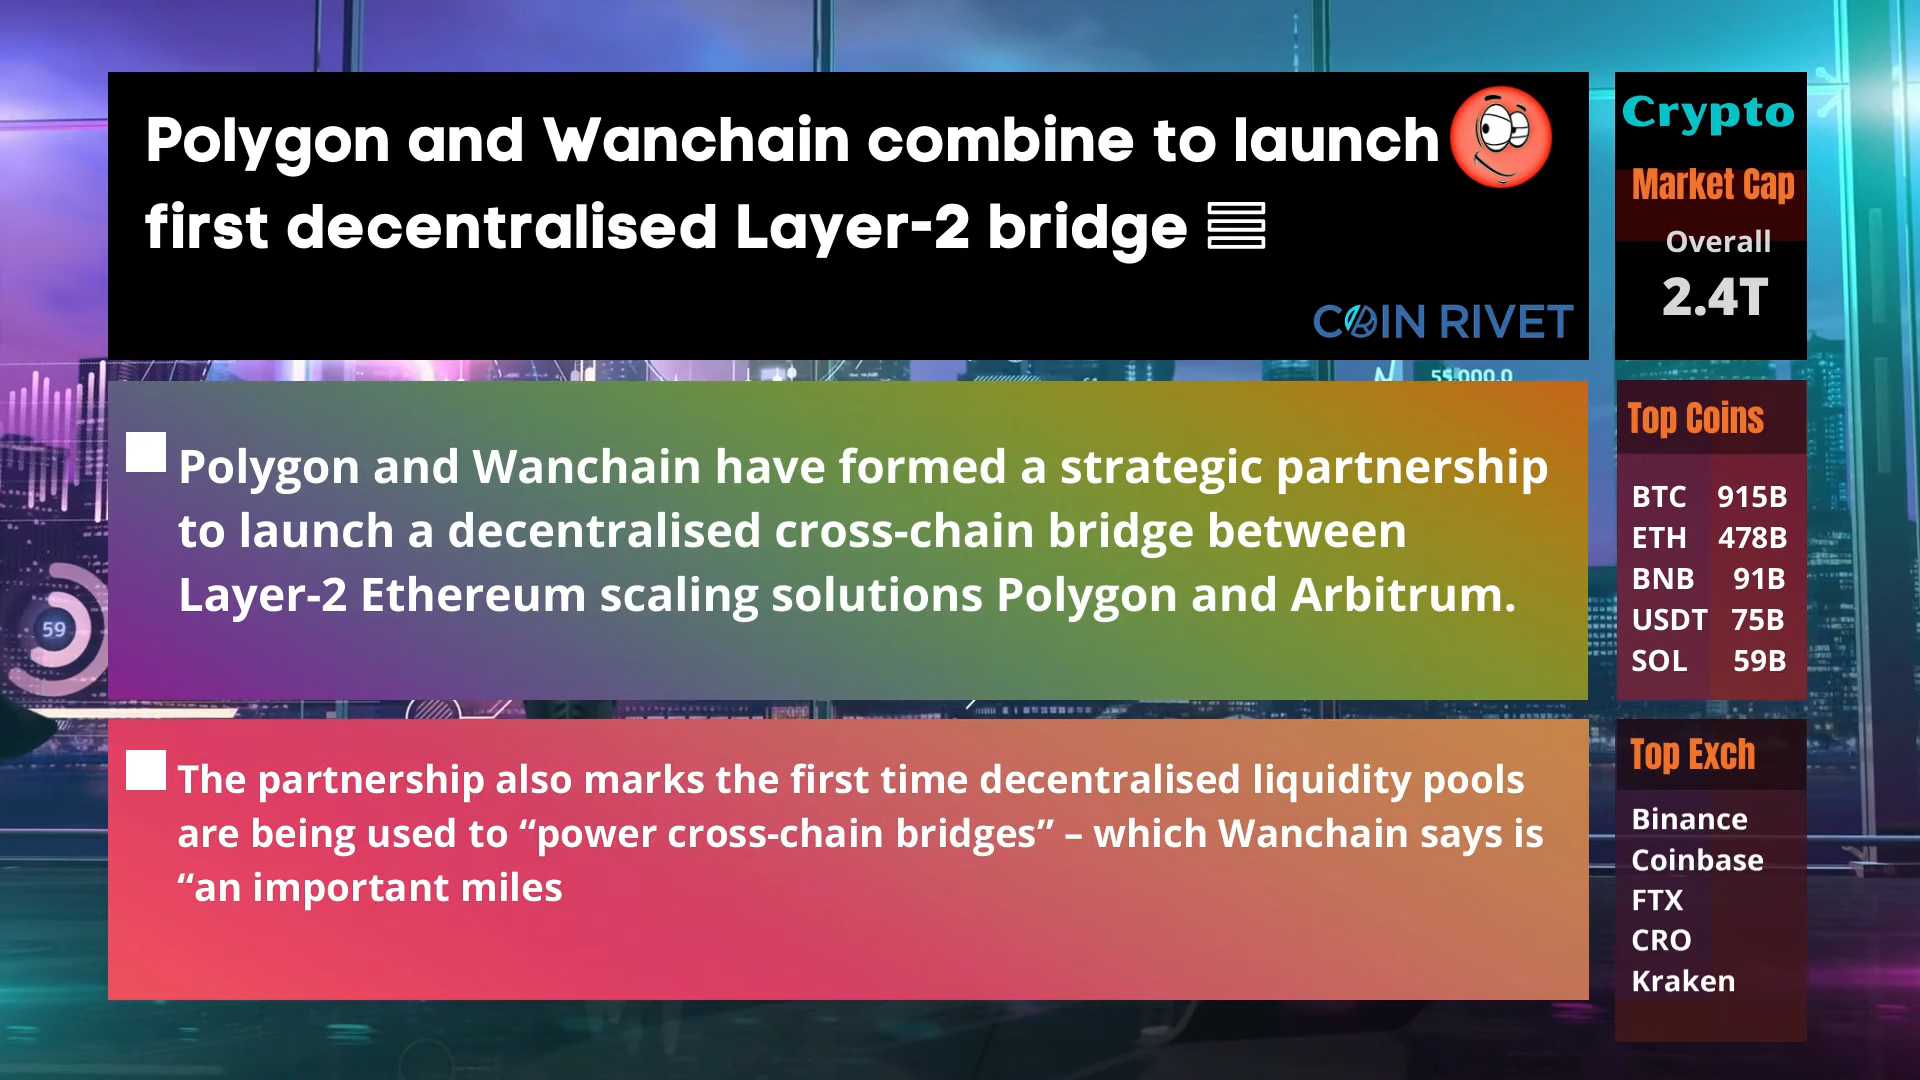 Polygon and Wanchain combine to launch
first decentralised Layer-2 bridge
COIN RIVET
Polygon and Wanchain have formed a strategic partnership
to launch a decentralised cross-chain bridge between
Layer-2 Ethereum scaling solutions Polygon and Arbitrum.
The partnership also marks the first time decentralised liquidity pools
are being used to “power cross-chain bridges” – which Wanchain says is
“an important miles
Crypto
Market Cap
Overall
2.4T
Top Coins
BTC 915B
ETH 478B
BNB 91B
USDT 75B
SOL 59B
Top Exch
Binance
Coinbase
FTX
CRO
Kraken
59
55,000.0